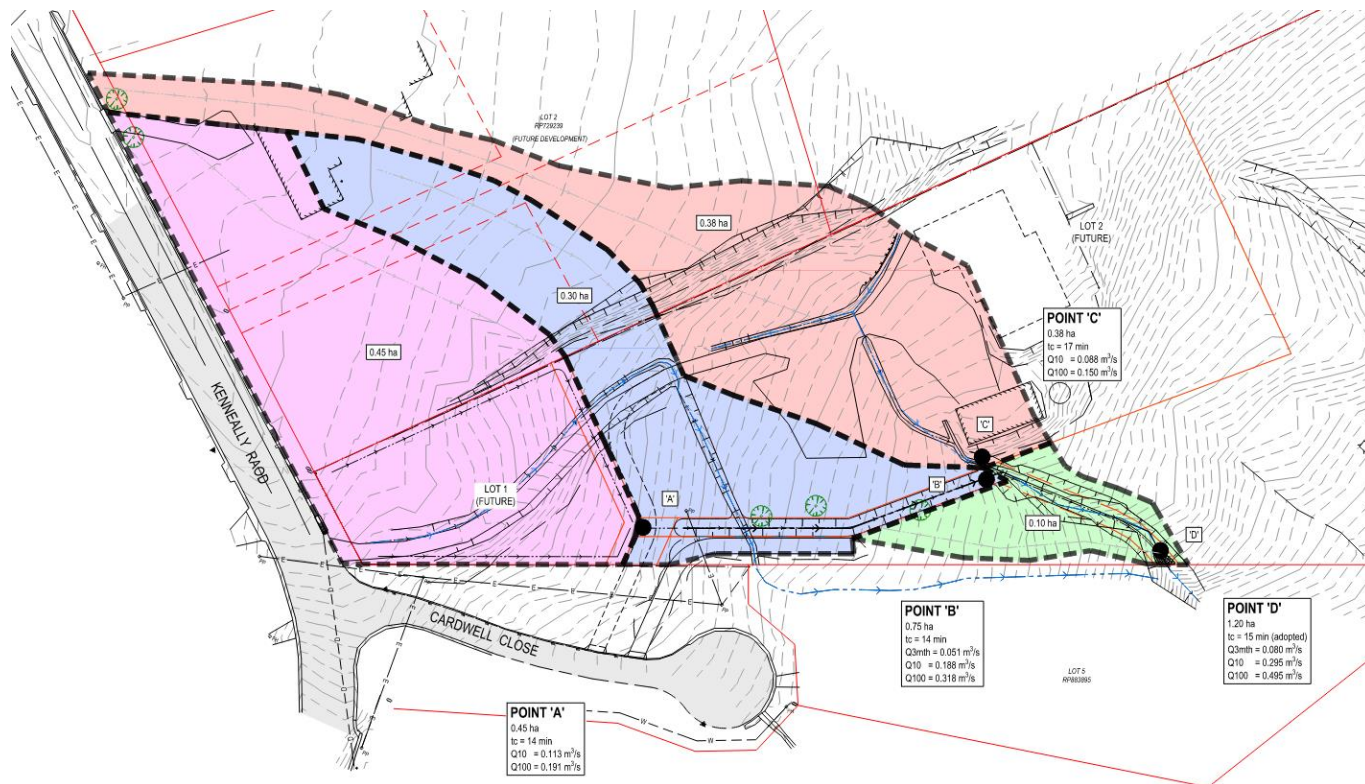 LOT 2
RP729239
(FUTURE DEVELOPMENT)
0.38 ha
LOT 2
(FUTURE)
0.30 ha
0.45 ha
POINT 'C'
0.38 ha
tc = 17 min
Q10 = 0.088 m³/s
Q100 = 0.150 m³/s
KENNEALLY RAOD
'C'
LOT 1
(FUTURE)
'A'
'B'
0.10 ha
'D'
CARDWELL CLOSE
POINT 'B'
0.75 ha
tc = 14 min
Q3mth = 0.051 m³/s
Q10 = 0.188 m³/s
Q100 = 0.318 m³/s
POINT 'D'
1.20 ha
tc = 15 min (adopted)
Q3mth = 0.080 m³/s
Q10 = 0.295 m³/s
Q100 = 0.495 m³/s
LOT 5
RP883895
POINT 'A'
0.45 ha
tc = 14 min
Q10 = 0.113 m³/s
Q100 = 0.191 m³/s